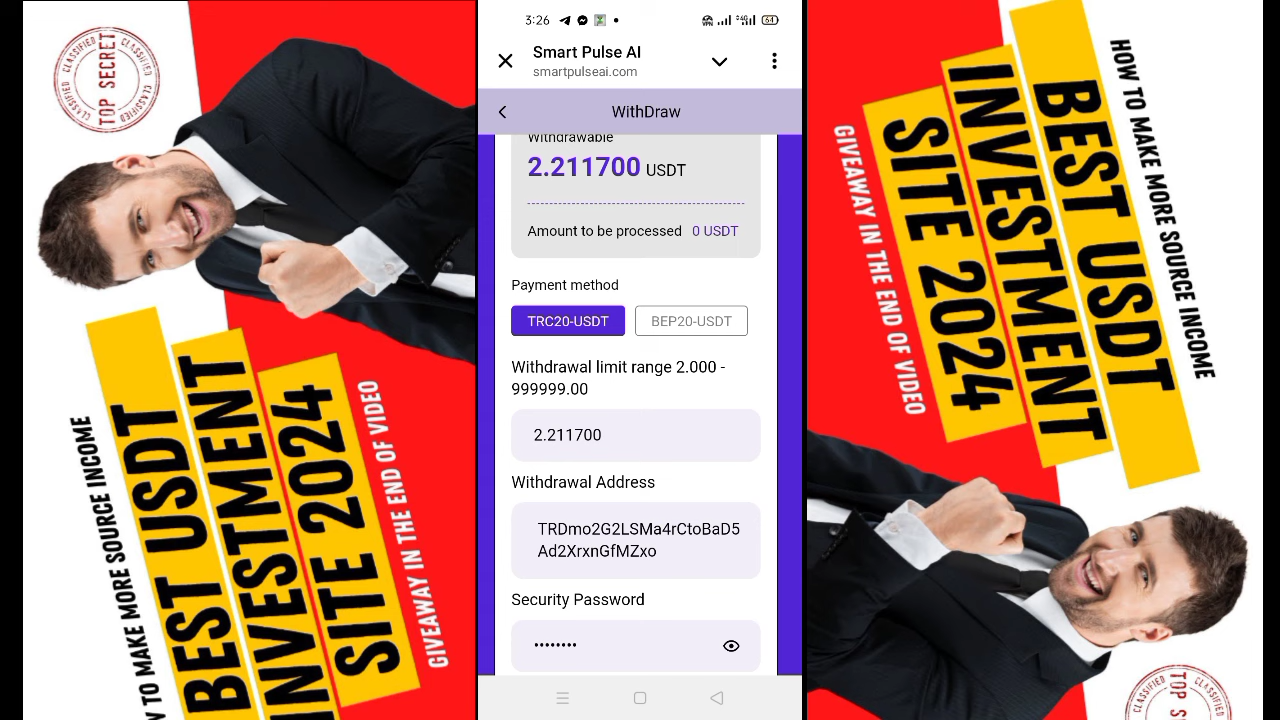 CLASSIFIED
TOP SECRET
CLASSIFIED
HOW TO MAKE MORE SOURCE INCOME
BEST USDT
INVESTMENT
SITE 2024
GIVEAWAY IN THE END OF VIDEO
3:26
64
Smart Pulse AI
smartpulseai.com
WithDraw
Withdrawable
2.211700 USDT
Amount to be processed 0 USDT
Payment method
TRC20-USDT BEP20-USDT
Withdrawal limit range 2.000 -
999999.00
2.211700
Withdrawal Address
TRDmo2G2LSMa4rCtoBaD5
Ad2XrxnGfMZxo
Security Password
••••••••
HOW TO MAKE MORE SOURCE INCOME
BEST USDT
INVESTMENT
SITE 2024
GIVEAWAY IN THE END OF VIDEO
CLASSIFIED
TOP S